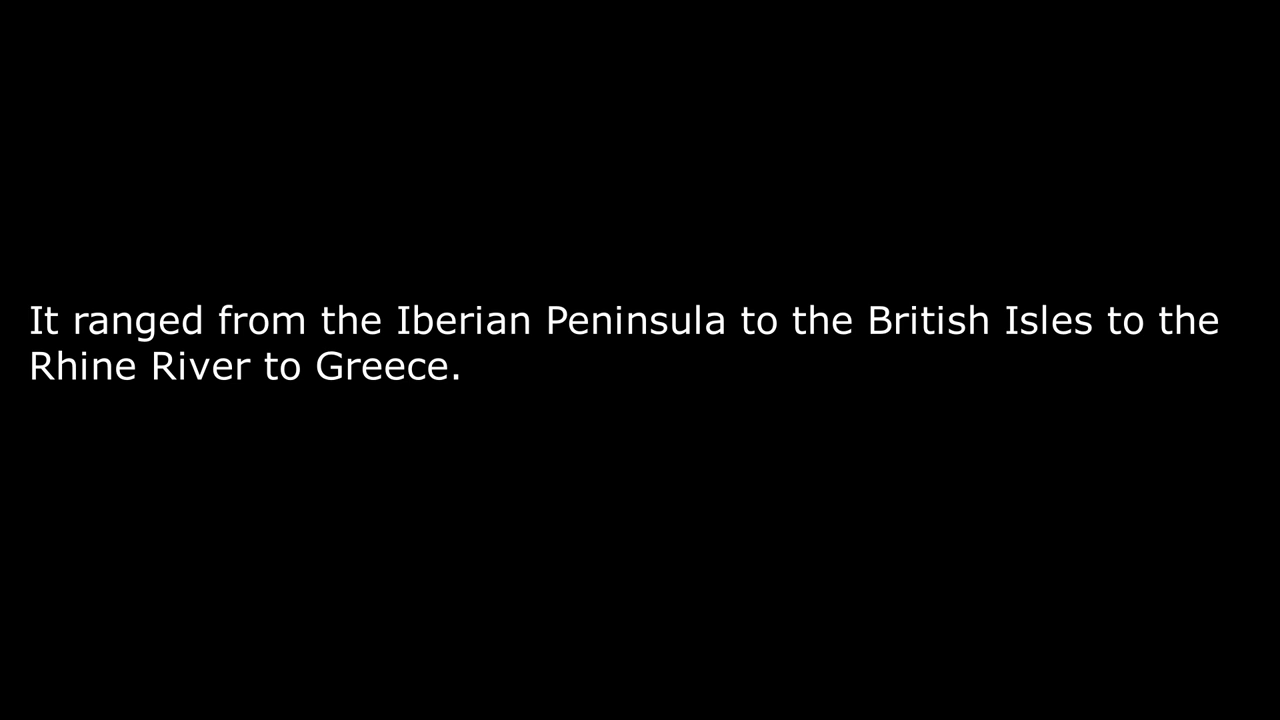 It ranged from the Iberian Peninsula to the British Isles to the
Rhine River to Greece.